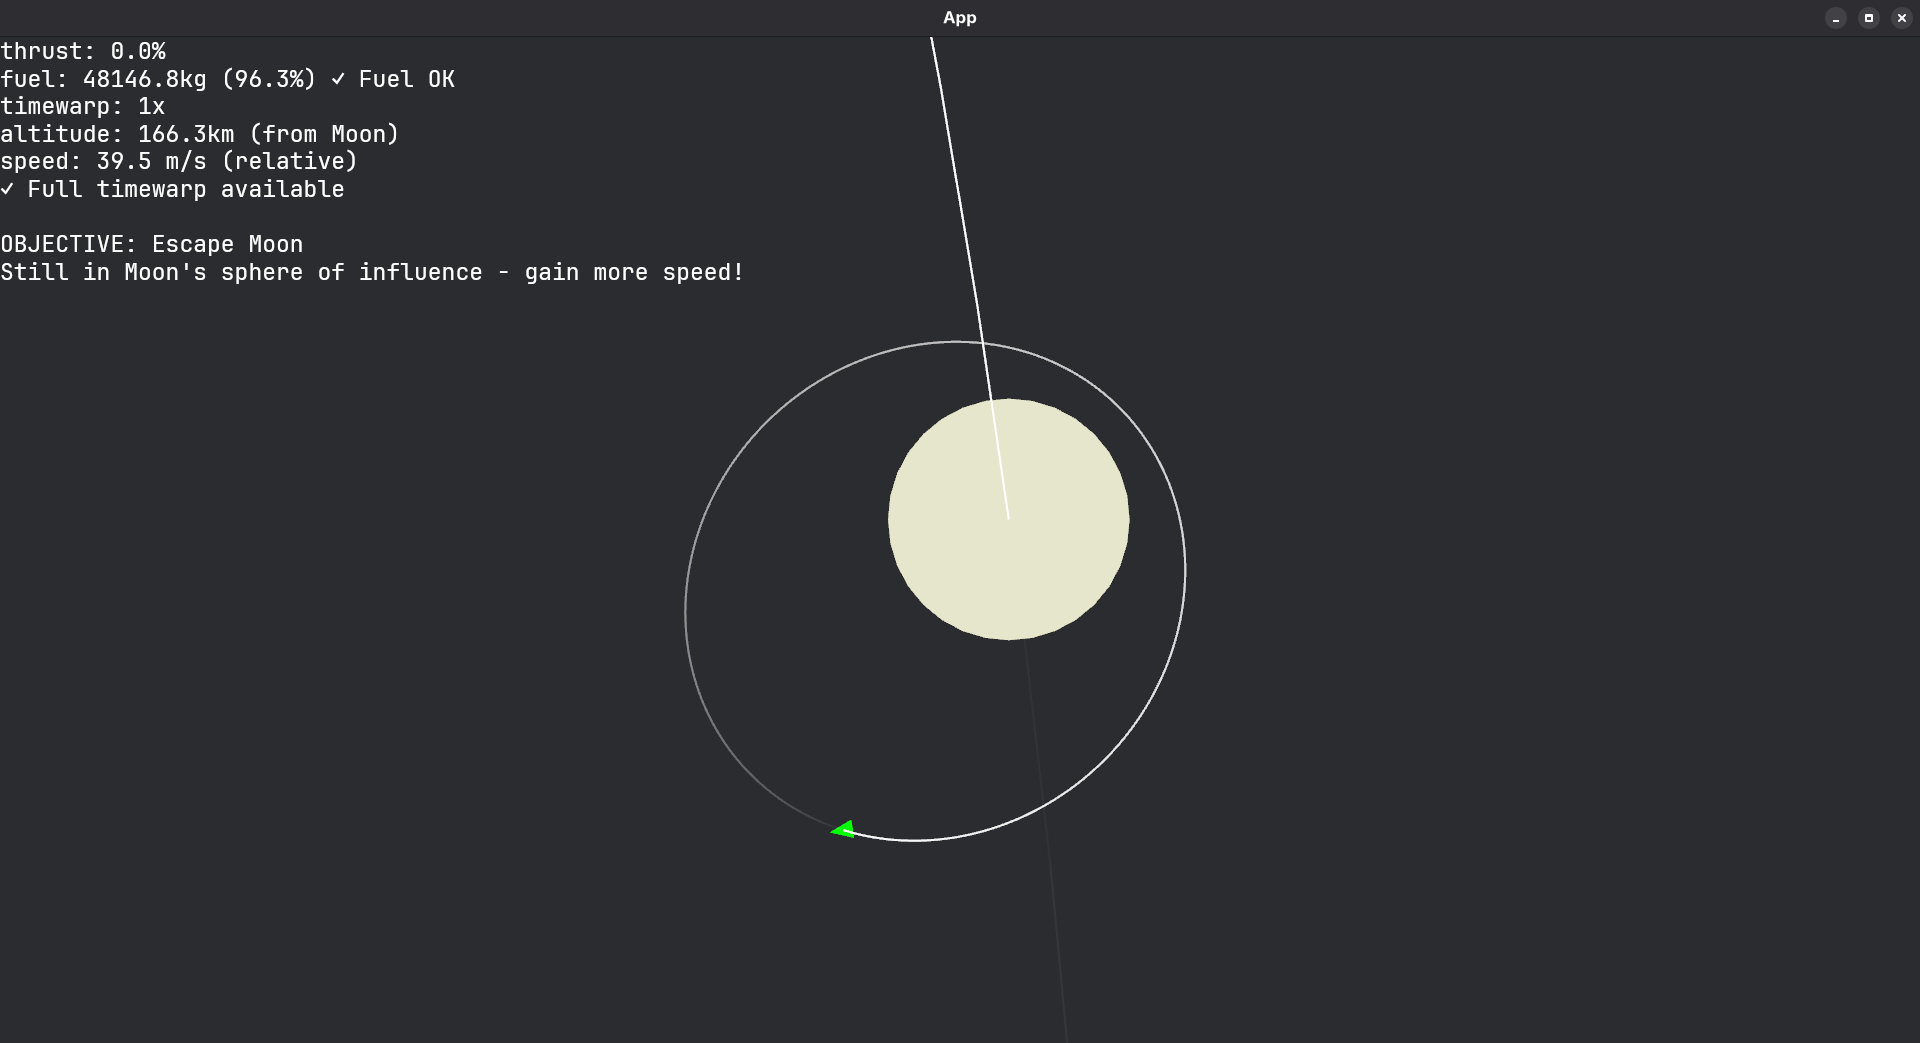 App
thrust: 0.0%
fuel: 48146.8kg (96.3%) ✓ Fuel OK
timewarp: 1x
altitude: 166.3km (from Moon)
speed: 39.5 m/s (relative)
✓ Full timewarp available
OBJECTIVE: Escape Moon
Still in Moon's sphere of influence - gain more speed!